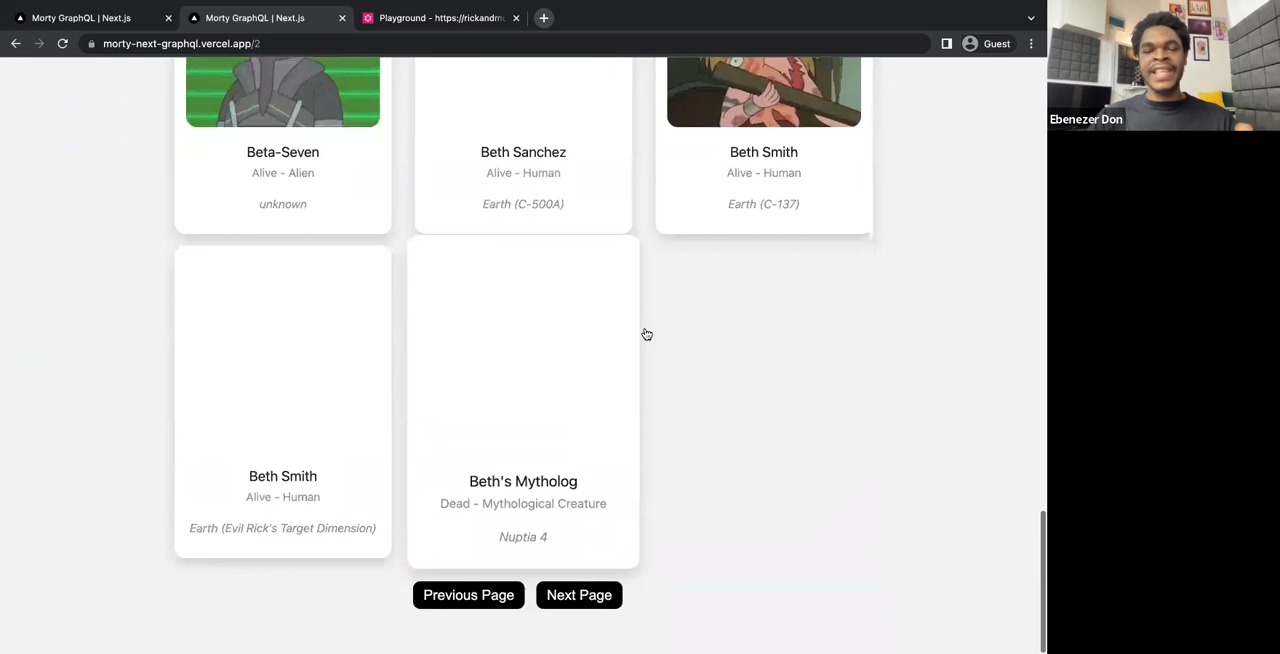 Morty GraphQL | Next.js
Morty GraphQL | Next.js
Playground - https://rickandmo
morty-next-graphql.vercel.app/2
Guest
Ebenezer Don
Beta-Seven
Alive - Alien
unknown
Beth Sanchez
Alive - Human
Earth (C-500A)
Beth Smith
Alive - Human
Earth (C-137)
Beth Smith
Alive - Human
Earth (Evil Rick's Target Dimension)
Beth's Mytholog
Dead - Mythological Creature
Nuptia 4
Previous Page
Next Page